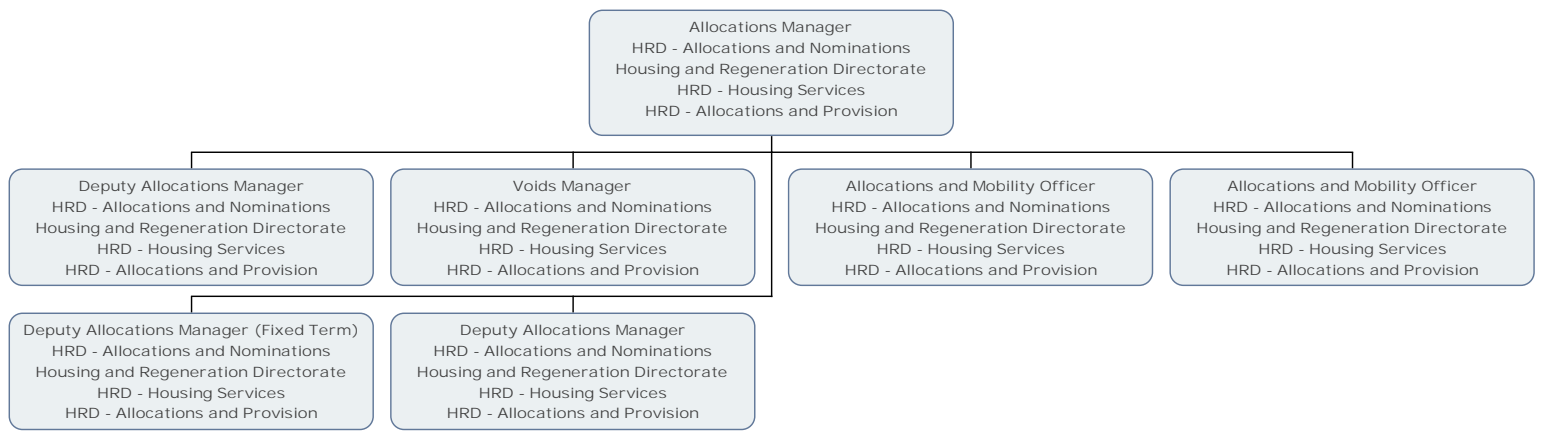 Allocations Manager
HRD - Allocations and Nominations
Housing and Regeneration Directorate
HRD - Housing Services
HRD - Allocations and Provision
Deputy Allocations Manager
HRD - Allocations and Nominations
Housing and Regeneration Directorate
HRD - Housing Services
HRD - Allocations and Provision
Voids Manager
HRD - Allocations and Nominations
Housing and Regeneration Directorate
HRD - Housing Services
HRD - Allocations and Provision
Allocations and Mobility Officer
HRD - Allocations and Nominations
Housing and Regeneration Directorate
HRD - Housing Services
HRD - Allocations and Provision
Allocations and Mobility Officer
HRD - Allocations and Nominations
Housing and Regeneration Directorate
HRD - Housing Services
HRD - Allocations and Provision
Deputy Allocations Manager (Fixed Term)
HRD - Allocations and Nominations
Housing and Regeneration Directorate
HRD - Housing Services
HRD - Allocations and Provision
Deputy Allocations Manager
HRD - Allocations and Nominations
Housing and Regeneration Directorate
HRD - Housing Services
HRD - Allocations and Provision